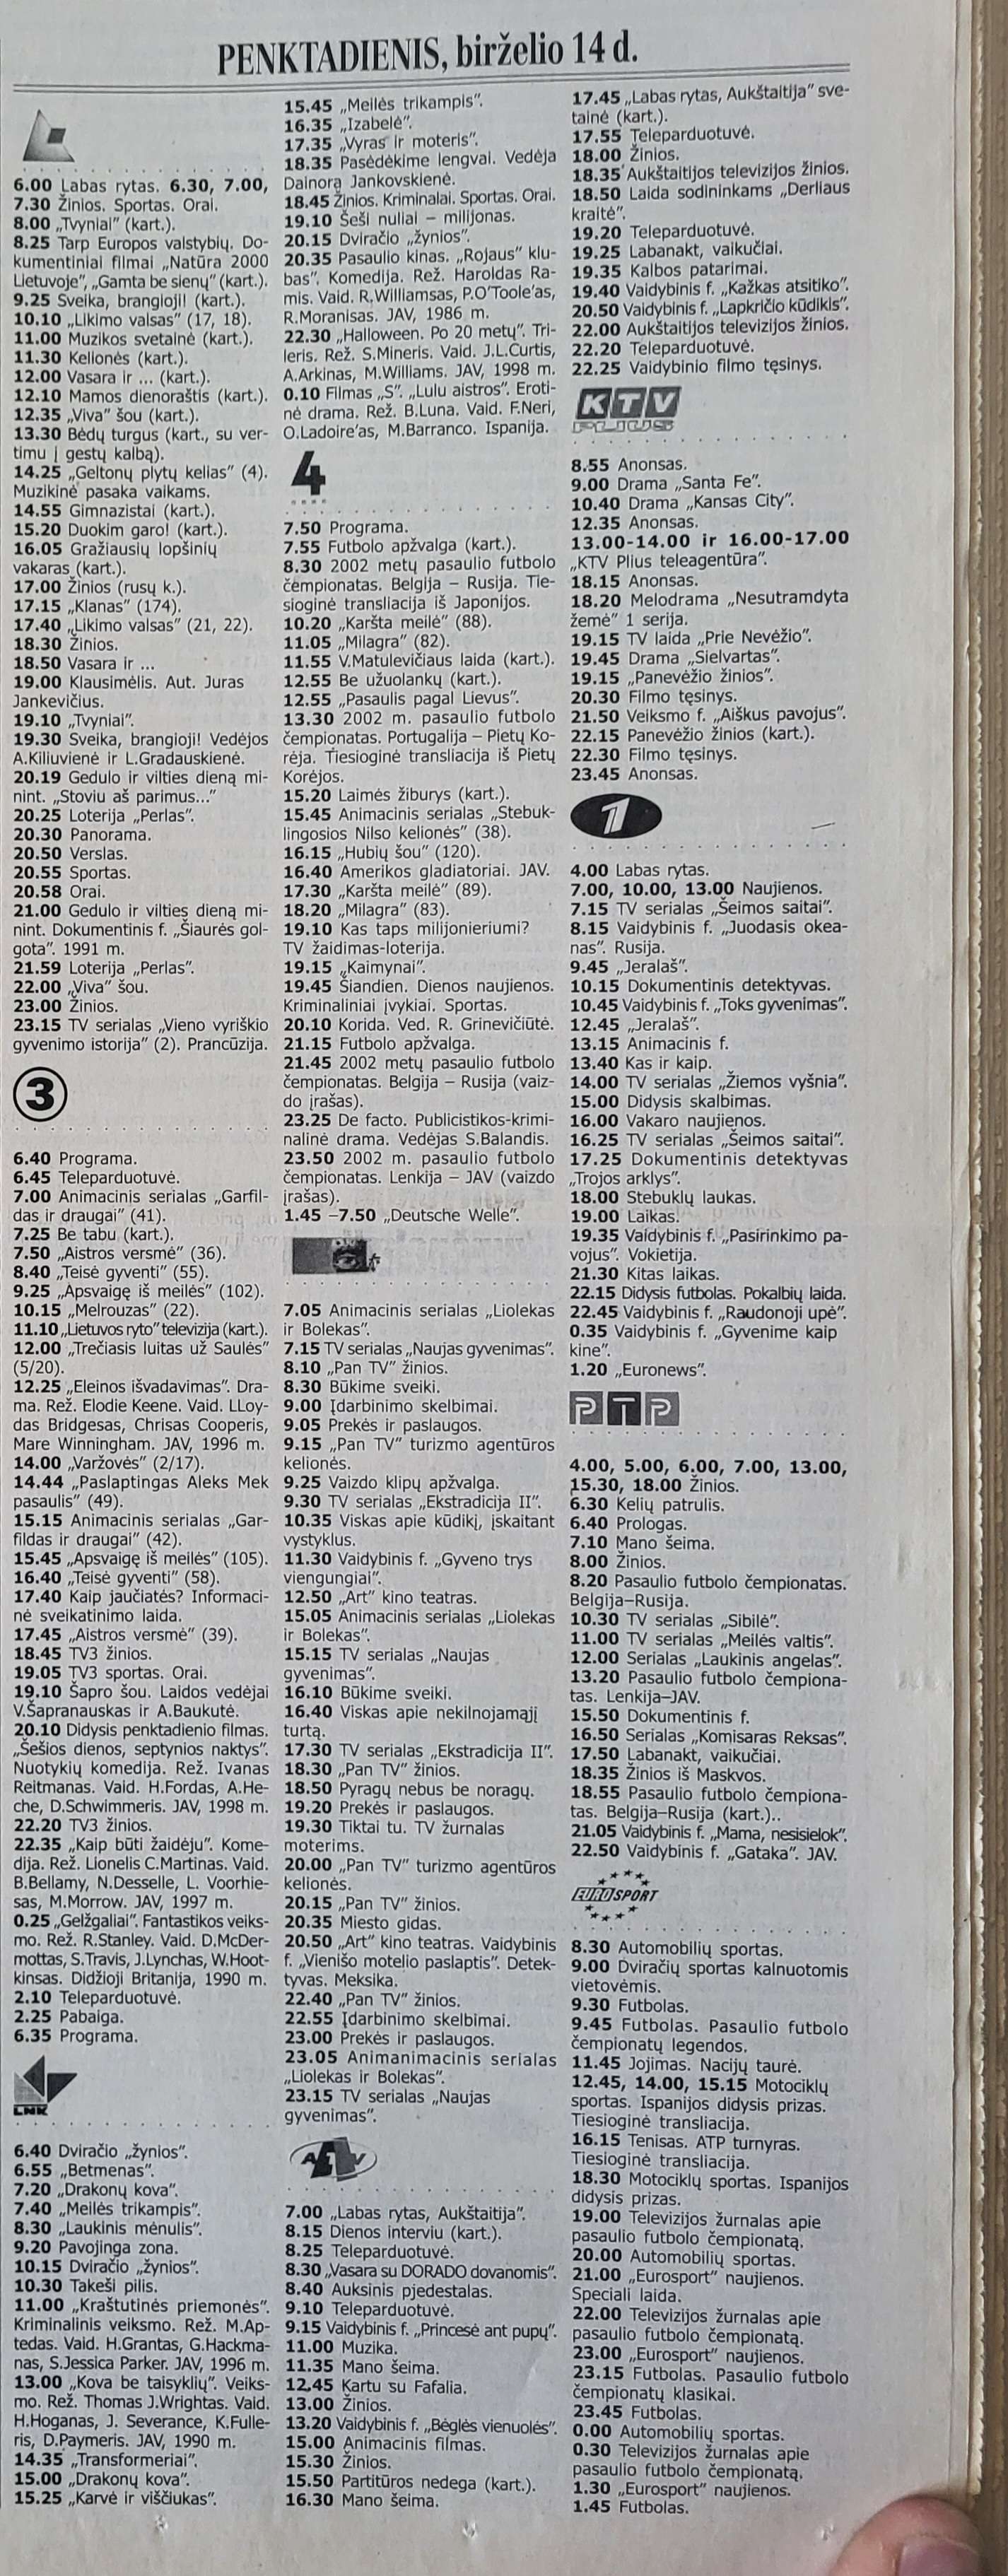 PENKTADIENIS, birželio 14 d.
6.00 Labas rytas. 6.30, 7.00,
7.30 Žinios. Sportas. Orai.
8.00 „Tvyniai” (kart.).
8.25 Tarp Europos valstybių. Do-
kumentiniai filmai „Natūra 2000
Lietuvoje”, „Gamta be sienų” (kart.).
9.25 Sveika, brangioji! (kart.).
10.10 „Likimo valsas” (17, 18).
11.00 Muzikos svetainė (kart.).
11.30 Kelionės (kart.).
12.00 Vasara ir ... (kart.).
12.10 Mamos dienoraštis (kart.).
12.35 „Viva” šou (kart.).
13.30 Bėdų turgus (kart., su ver-
timu į gestų kalbą).
14.25 „Geltonų plytų kelias” (4).
Muzikinė pasaka vaikams.
14.55 Gimnazistai (kart.).
15.20 Duokim garo! (kart.).
16.05 Gražiausių lopšinių
vakaras (kart.).
17.00 Žinios (rusų k.).
17.15 „Klanas” (174).
17.40 „Likimo valsas” (21, 22).
18.30 Žinios.
18.50 Vasara ir ...
19.00 Klausimėlis. Aut. Juras
Jankevičius.
19.10 „Tvyniai”.
19.30 Sveika, brangioji! Vedėjos
A.Kiliuvienė ir L.Gradauskienė.
20.19 Gedulo ir vilties dieną mi-
nint. „Stoviu aš parimus...”
20.25 Loterija „Perlas”.
20.30 Panorama.
20.50 Verslas.
20.55 Sportas.
20.58 Orai.
21.00 Gedulo ir vilties dieną mi-
nint. Dokumentinis f. „Šiaurės gol-
gota”. 1991 m.
21.59 Loterija „Perlas”.
22.00 „Viva” šou.
23.00 Žinios.
23.15 TV serialas „Vieno vyriškio
gyvenimo istorija” (2). Prancūzija.
3
6.40 Programa.
6.45 Teleparduotuvė.
7.00 Animacinis serialas „Garfil-
das ir draugai” (41).
7.25 Be tabu (kart.).
7.50 „Aistros versmė” (36).
8.40 „Teisė gyventi” (55).
9.25 „Apsvaigę iš meilės” (102).
10.15 „Melrouzas” (22).
11.10 „Lietuvos ryto” televizija (kart.).
12.00 „Trečiasis luitas už Saulės”
(5/20).
12.25 „Eleinos išvadavimas”. Dra-
ma. Rež. Elodie Keene. Vaid. LLoy-
das Bridgesas, Chrisas Cooperis,
Mare Winningham. JAV, 1996 m.
14.00 „Varžovės” (2/17).
14.44 „Paslaptingas Aleks Mek
pasaulis” (49).
15.15 Animacinis serialas „Gar-
fildas ir draugai” (42).
15.45 „Apsvaigę iš meilės” (105).
16.40 „Teisė gyventi” (58).
17.40 Kaip jaučiatės? Informaci-
nė sveikatinimo laida.
17.45 „Aistros versmė” (39).
18.45 TV3 žinios.
19.05 TV3 sportas. Orai.
19.10 Šapro šou. Laidos vedėjai
V.Šapranauskas ir A.Baukutė.
20.10 Didysis penktadienio filmas.
„Šešios dienos, septynios naktys”.
Nuotykių komedija. Rež. Ivanas
Reitmanas. Vaid. H.Fordas, A.He-
che, D.Schwimmeris. JAV, 1998 m.
22.20 TV3 žinios.
22.35 „Kaip būti žaidėju”. Kome-
dija. Rež. Lionelis C.Martinas. Vaid.
B.Bellamy, N.Desselle, L. Voorhie-
sas, M.Morrow. JAV, 1997 m.
0.25 „Gelžgaliai”. Fantastikos veiks-
mo. Rež. R.Stanley. Vaid. D.McDer-
mottas, S.Travis, J.Lynchas, W.Hoot-
kinsas. Didžioji Britanija, 1990 m.
2.10 Teleparduotuvė.
2.25 Pabaiga.
6.35 Programa.
LNK
6.40 Dviračio „žynios”.
6.55 „Betmenas”.
7.20 „Drakonų kova”.
7.40 „Meilės trikampis”.
8.30 „Laukinis mėnulis”.
9.20 Pavojinga zona.
10.15 Dviračio „žynios”.
10.30 Takeši pilis.
11.00 „Kraštutinės priemonės”.
Kriminalinis veiksmo. Rež. M.Ap-
tedas. Vaid. H.Grantas, G.Hackma-
nas, S.Jessica Parker. JAV, 1996 m.
13.00 „Kova be taisyklių”. Veiks-
mo. Rež. Thomas J.Wrightas. Vaid.
H.Hoganas, J. Severance, K.Fulle-
ris, D.Paymeris. JAV, 1990 m.
14.35 „Transformeriai”.
15.00 „Drakonų kova”.
15.25 „Karvė ir viščiukas”.
15.45 „Meilės trikampis”.
16.35 „Izabelė”.
17.35 „Vyras ir moteris”.
18.35 Pasėdėkime lengvai. Vedėja
Dainora Jankovskienė.
18.45 Žinios. Kriminalai. Sportas. Orai.
19.10 Šeši nuliai – milijonas.
20.15 Dviračio „žynios”.
20.35 Pasaulio kinas. „Rojaus” klu-
bas”. Komedija. Rež. Haroldas Ra-
mis. Vaid. R.Williamsas, P.O’Toole’as,
R.Moranisas. JAV, 1986 m.
22.30 „Halloween. Po 20 metų”. Tri-
leris. Rež. S.Mineris. Vaid. J.L.Curtis,
A.Arkinas, M.Williams. JAV, 1998 m.
0.10 Filmas „S”. „Lulu aistros”. Eroti-
nė drama. Rež. B.Luna. Vaid. F.Neri,
O.Ladoire’as, M.Barranco. Ispanija.
4
7.50 Programa.
7.55 Futbolo apžvalga (kart.).
8.30 2002 metų pasaulio futbolo
čempionatas. Belgija – Rusija. Tie-
sioginė transliacija iš Japonijos.
10.20 „Karšta meilė” (88).
11.05 „Milagra” (82).
11.55 V.Matulevičiaus laida (kart.).
12.55 Be užuolankų (kart.).
12.55 „Pasaulis pagal Lievus”.
13.30 2002 m. pasaulio futbolo
čempionatas. Portugalija – Pietų Ko-
rėja. Tiesioginė transliacija iš Pietų
Korėjos.
15.20 Laimės žiburys (kart.).
15.45 Animacinis serialas „Stebuk-
lingosios Nilso kelionės” (38).
16.15 „Hubių šou” (120).
16.40 Amerikos gladiatoriai. JAV.
17.30 „Karšta meilė” (89).
18.20 „Milagra” (83).
19.10 Kas taps milijonieriumi?
TV žaidimas-loterija.
19.15 „Kaimynai”.
19.45 Šiandien. Dienos naujienos.
Kriminaliniai įvykiai. Sportas.
20.10 Korida. Ved. R. Grinevičiūtė.
21.15 Futbolo apžvalga.
21.45 2002 metų pasaulio futbolo
čempionatas. Belgija – Rusija (vaiz-
do įrašas).
23.25 De facto. Publicistikos-krimi-
nalinė drama. Vedėjas S.Balandis.
23.50 2002 m. pasaulio futbolo
čempionatas. Lenkija – JAV (vaizdo
įrašas).
1.45 –7.50 „Deutsche Welle”.
7.05 Animacinis serialas „Liolekas
ir Bolekas”.
7.15 TV serialas „Naujas gyvenimas”.
8.10 „Pan TV” žinios.
8.30 Būkime sveiki.
9.00 Įdarbinimo skelbimai.
9.05 Prekės ir paslaugos.
9.15 „Pan TV” turizmo agentūros
kelionės.
9.25 Vaizdo klipų apžvalga.
9.30 TV serialas „Ekstradicija II”.
10.35 Viskas apie kūdikį, įskaitant
vystyklus.
11.30 Vaidybinis f. „Gyveno trys
viengungiai”.
12.50 „Art” kino teatras.
15.05 Animacinis serialas „Liolekas
ir Bolekas”.
15.15 TV serialas „Naujas
gyvenimas”.
16.10 Būkime sveiki.
16.40 Viskas apie nekilnojamąjį
turtą.
17.30 TV serialas „Ekstradicija II”.
18.30 „Pan TV” žinios.
18.50 Pyragų nebus be noragų.
19.20 Prekės ir paslaugos.
19.30 Tiktai tu. TV žurnalas
moterims.
20.00 „Pan TV” turizmo agentūros
kelionės.
20.15 „Pan TV” žinios.
20.35 Miesto gidas.
20.50 „Art” kino teatras. Vaidybinis
f. „Vienišo motelio paslaptis”. Detek-
tyvas. Meksika.
22.40 „Pan TV” žinios.
22.55 Įdarbinimo skelbimai.
23.00 Prekės ir paslaugos.
23.05 Animanimacinis serialas
„Liolekas ir Bolekas”.
23.15 TV serialas „Naujas
gyvenimas”.
7.00 „Labas rytas, Aukštaitija”.
8.15 Dienos interviu (kart.).
8.25 Teleparduotuvė.
8.30 „Vasara su DORADO dovanomis”.
8.40 Auksinis pjedestalas.
9.10 Teleparduotuvė.
9.15 Vaidybinis f. „Princesė ant pupų”.
11.00 Muzika.
11.35 Mano šeima.
12.45 Kartu su Fafalia.
13.00 Žinios.
13.20 Vaidybinis f. „Bėglės vienuolės”.
15.00 Animacinis filmas.
15.30 Žinios.
15.50 Partitūros nedega (kart.).
16.30 Mano šeima.
17.45 „Labas rytas, Aukštaitija” sve-
tainė (kart.).
17.55 Teleparduotuvė.
18.00 Žinios.
18.35 Aukštaitijos televizijos žinios.
18.50 Laida sodininkams „Derliaus
kraitė”.
19.20 Teleparduotuvė.
19.25 Labanakt, vaikučiai.
19.35 Kalbos patarimai.
19.40 Vaidybinis f. „Kažkas atsitiko”.
20.50 Vaidybinis f. „Lapkričio kūdikis”.
22.00 Aukštaitijos televizijos žinios.
22.20 Teleparduotuvė.
22.25 Vaidybinio filmo tęsinys.
KTV
PLIUS
8.55 Anonsas.
9.00 Drama „Santa Fe”.
10.40 Drama „Kansas City”.
12.35 Anonsas.
13.00-14.00 ir 16.00-17.00
„KTV Plius teleagentūra”.
18.15 Anonsas.
18.20 Melodrama „Nesutramdyta
žemė” 1 serija.
19.15 TV laida „Prie Nevėžio”.
19.45 Drama „Sielvartas”.
19.15 „Panevėžio žinios”.
20.30 Filmo tęsinys.
21.50 Veiksmo f. „Aiškus pavojus”.
22.15 Panevėžio žinios (kart.).
22.30 Filmo tęsinys.
23.45 Anonsas.
1
4.00 Labas rytas.
7.00, 10.00, 13.00 Naujienos.
7.15 TV serialas „Šeimos saitai”.
8.15 Vaidybinis f. „Juodasis okea-
nas”. Rusija.
9.45 „Jeralaš”.
10.15 Dokumentinis detektyvas.
10.45 Vaidybinis f. „Toks gyvenimas”.
12.45 „Jeralaš”.
13.15 Animacinis f.
13.40 Kas ir kaip.
14.00 TV serialas „Žiemos vyšnia”.
15.00 Didysis skalbimas.
16.00 Vakaro naujienos.
16.25 TV serialas „Šeimos saitai”.
17.25 Dokumentinis detektyvas
„Trojos arklys”.
18.00 Stebuklų laukas.
19.00 Laikas.
19.35 Vaidybinis f. „Pasirinkimo pa-
vojus”. Vokietija.
21.30 Kitas laikas.
22.15 Didysis futbolas. Pokalbių laida.
22.45 Vaidybinis f. „Raudonoji upė”.
0.35 Vaidybinis f. „Gyvenime kaip
kine”.
1.20 „Euronews”.
PTP
4.00, 5.00, 6.00, 7.00, 13.00,
15.30, 18.00 Žinios.
6.30 Kelių patrulis.
6.40 Prologas.
7.10 Mano šeima.
8.00 Žinios.
8.20 Pasaulio futbolo čempionatas.
Belgija–Rusija.
10.30 TV serialas „Sibilė”.
11.00 TV serialas „Meilės valtis”.
12.00 Serialas „Laukinis angelas”.
13.20 Pasaulio futbolo čempiona-
tas. Lenkija–JAV.
15.50 Dokumentinis f.
16.50 Serialas „Komisaras Reksas”.
17.50 Labanakt, vaikučiai.
18.35 Žinios iš Maskvos.
18.55 Pasaulio futbolo čempiona-
tas. Belgija–Rusija (kart.)..
21.05 Vaidybinis f. „Mama, nesisielok”.
22.50 Vaidybinis f. „Gataka”. JAV.
EUROSPORT
8.30 Automobilių sportas.
9.00 Dviračių sportas kalnuotomis
vietovėmis.
9.30 Futbolas.
9.45 Futbolas. Pasaulio futbolo
čempionatų legendos.
11.45 Jojimas. Nacijų taurė.
12.45, 14.00, 15.15 Motociklų
sportas. Ispanijos didysis prizas.
Tiesioginė transliacija.
16.15 Tenisas. ATP turnyras.
Tiesioginė transliacija.
18.30 Motociklų sportas. Ispanijos
didysis prizas.
19.00 Televizijos žurnalas apie
pasaulio futbolo čempionatą.
20.00 Automobilių sportas.
21.00 „Eurosport” naujienos.
Speciali laida.
22.00 Televizijos žurnalas apie
pasaulio futbolo čempionatą.
23.00 „Eurosport” naujienos.
23.15 Futbolas. Pasaulio futbolo
čempionatų klasikai.
23.45 Futbolas.
0.00 Automobilių sportas.
0.30 Televizijos žurnalas apie
pasaulio futbolo čempionatą.
1.30 „Eurosport” naujienos.
1.45 Futbolas.